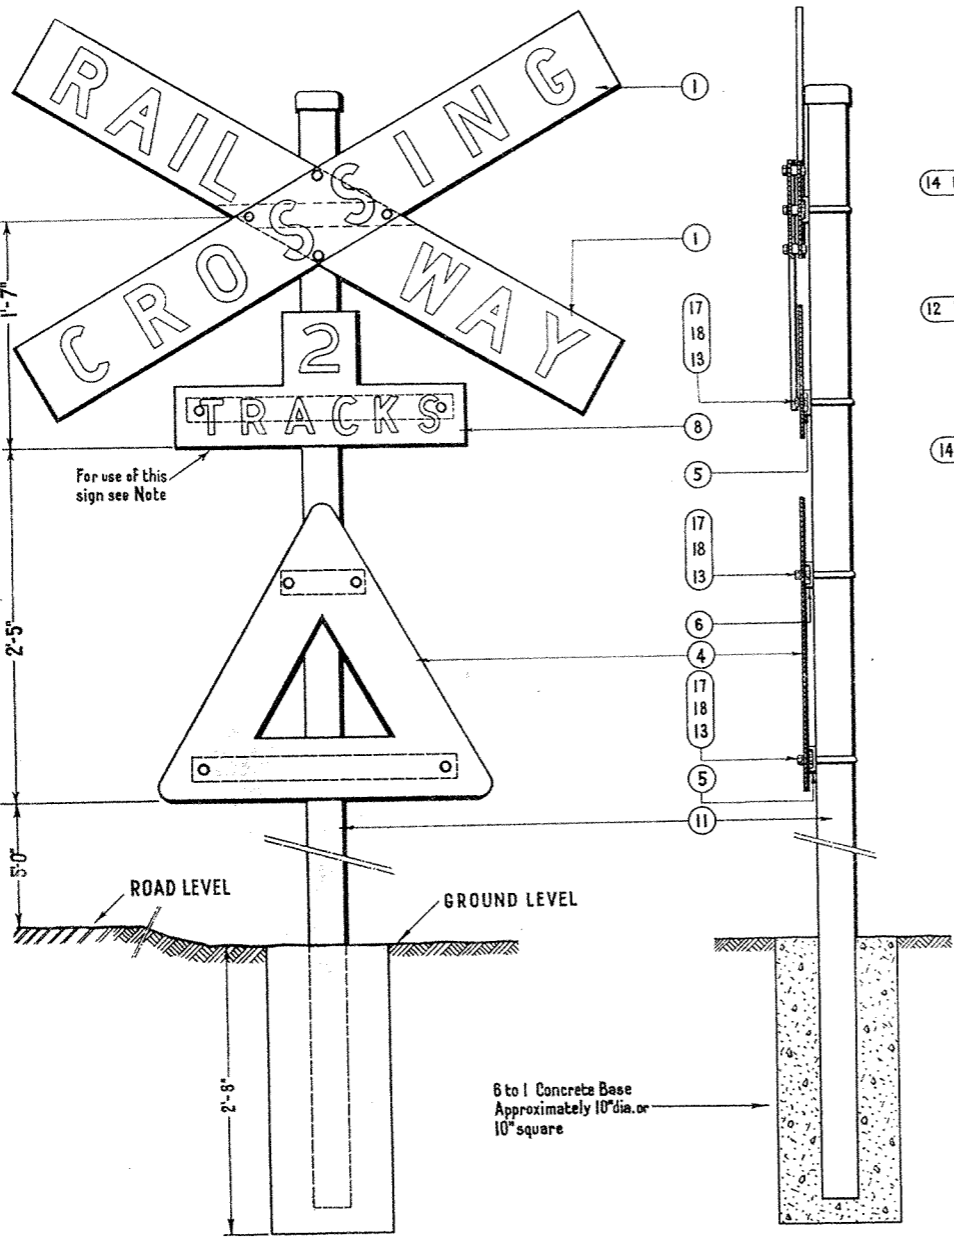 RAILWAY
CROSSING
2
TRACKS
For use of this
sign see Note
1'-7"
2'-5"
5'-0"
2'-8"
ROAD LEVEL
GROUND LEVEL
6 to 1 Concrete Base
Approximately 10" dia. or
10" square
1
1
17
18
13
8
5
17
18
13
6
4
17
18
13
5
11
14
12
14